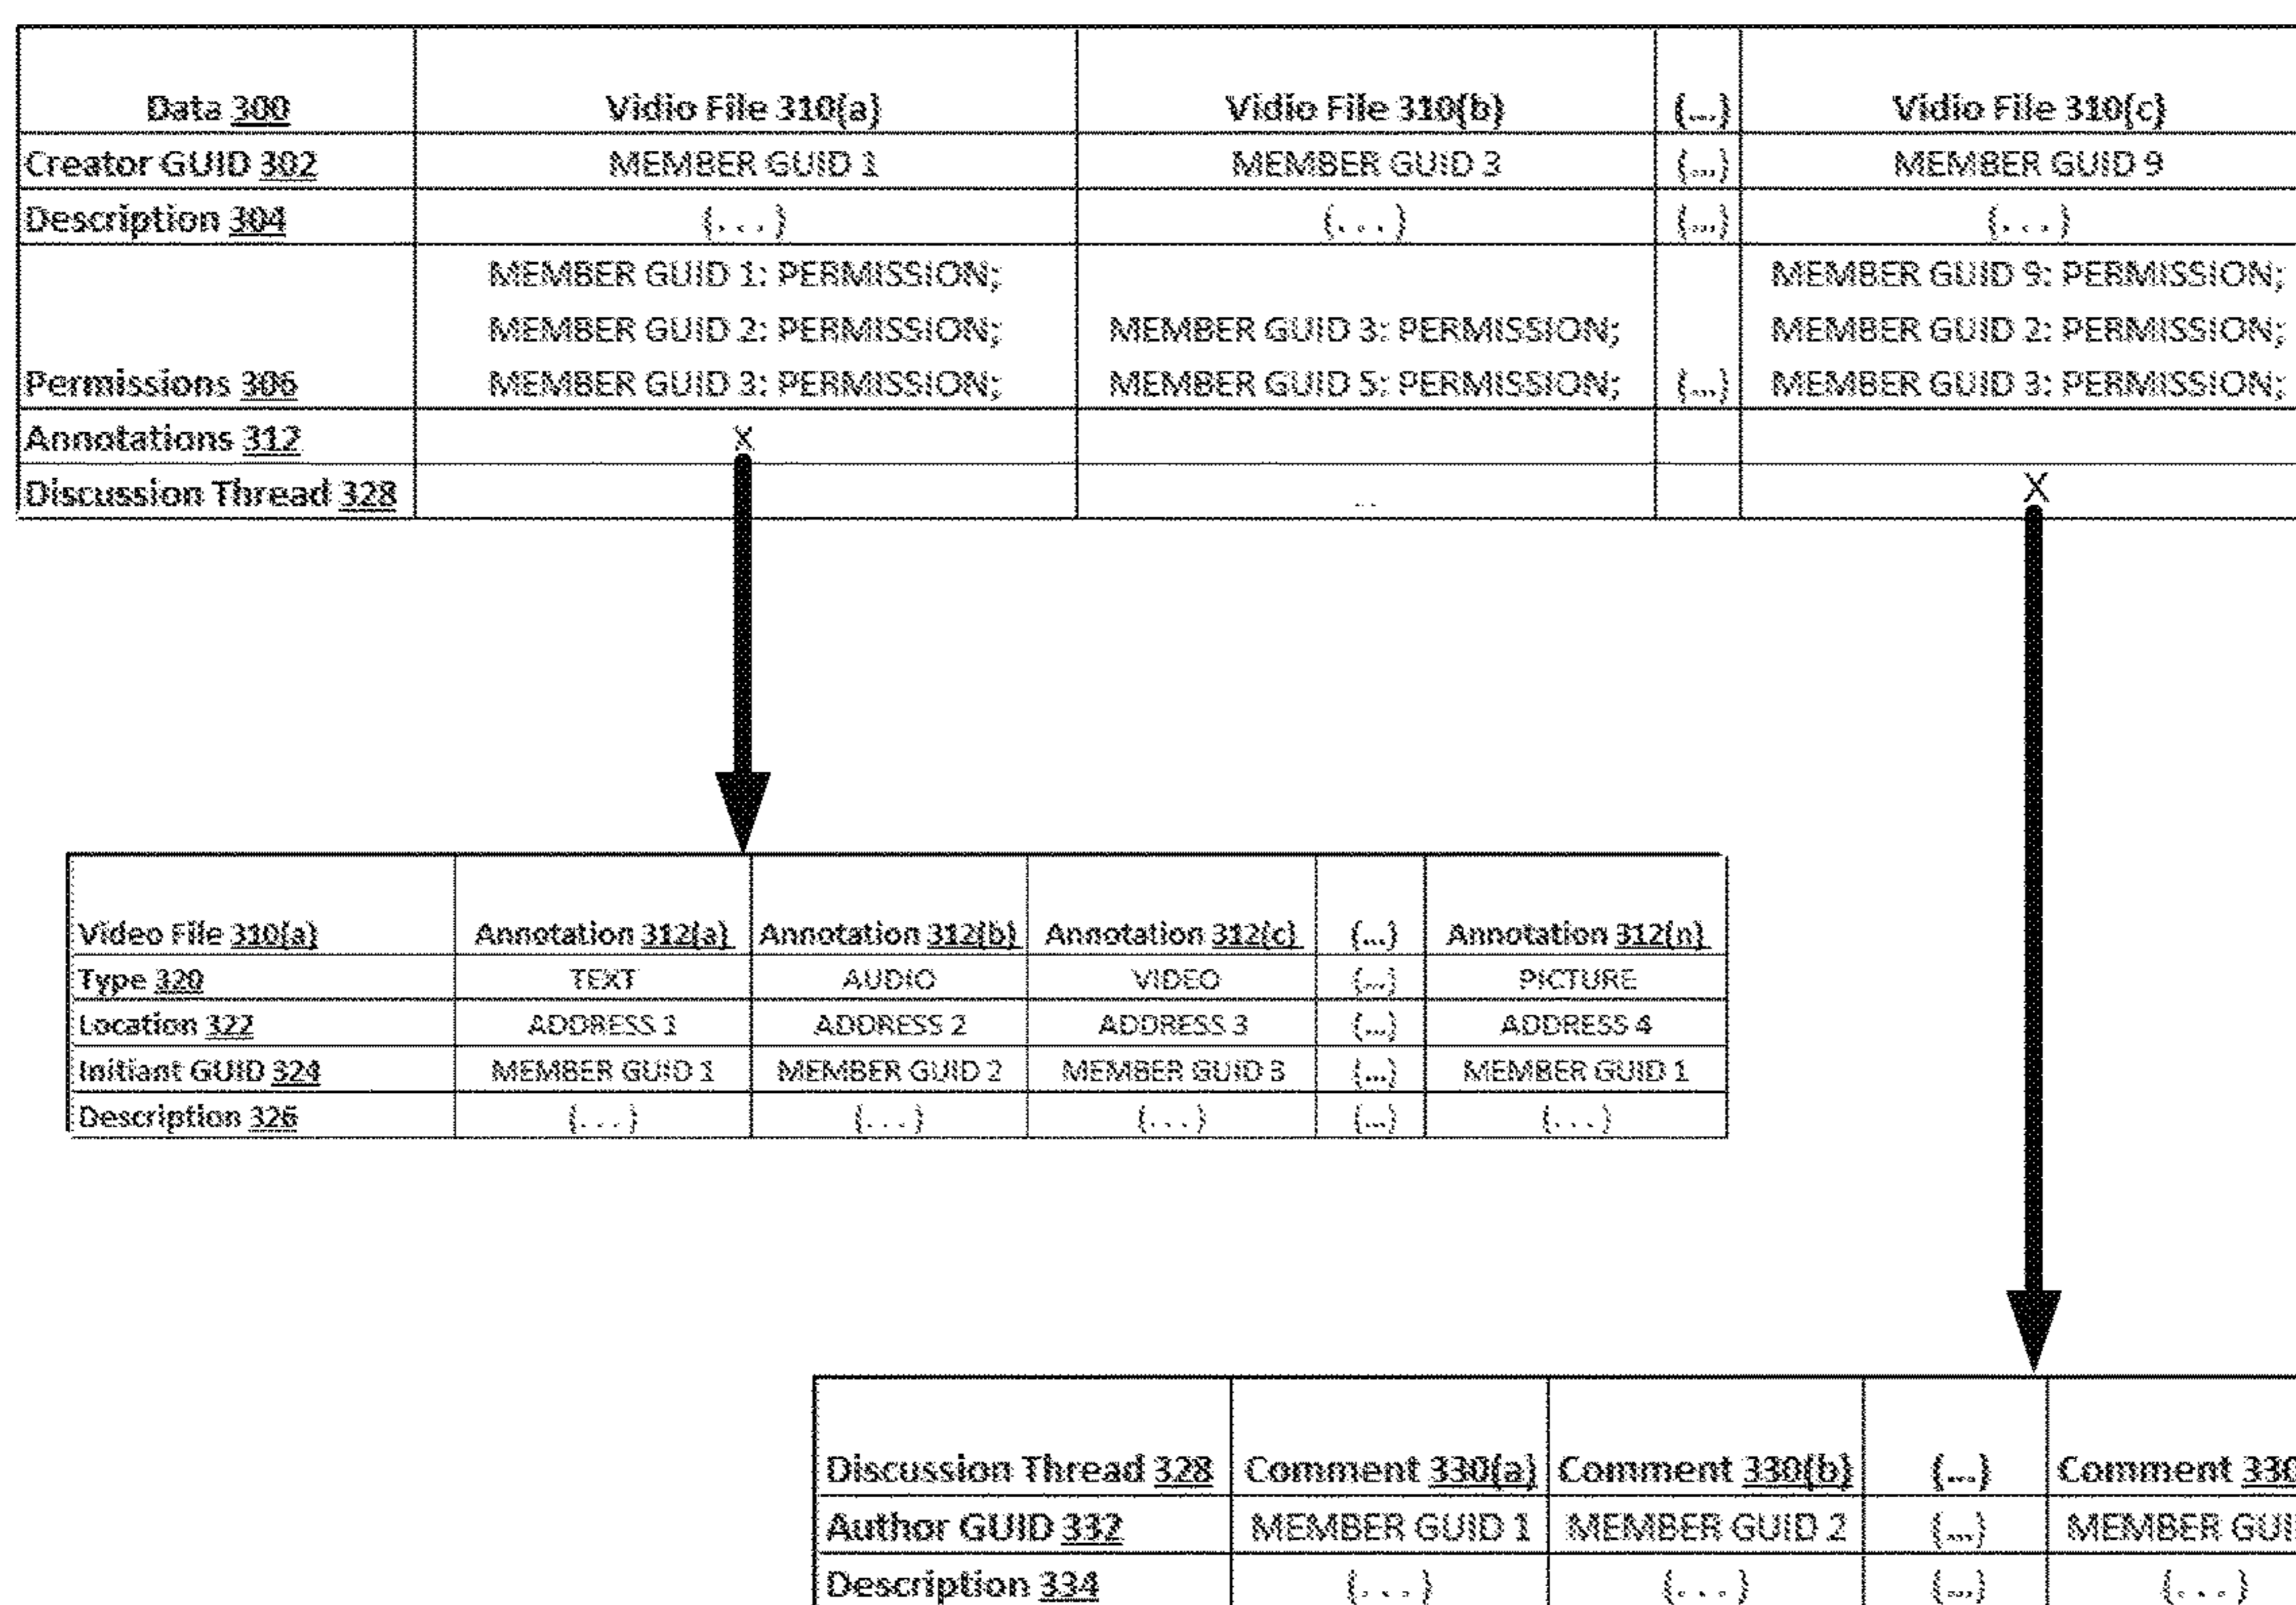 Data 300 Vidio File 310(a) Vidio File 310(b) (...) Vidio File 310(c)
Creator GUID 302 MEMBER GUID 1 MEMBER GUID 3 (...) MEMBER GUID 9
Description 304 (...) (...) (...) (...)
MEMBER GUID 1: PERMISSION; MEMBER GUID 9: PERMISSION;
MEMBER GUID 2: PERMISSION; MEMBER GUID 3: PERMISSION; MEMBER GUID 2: PERMISSION;
Permissions 306 MEMBER GUID 3: PERMISSION; MEMBER GUID 5: PERMISSION; (...) MEMBER GUID 3: PERMISSION;
Annotations 312 X
Discussion Thread 328 ... X
Video File 310(a) Annotation 312(a) Annotation 312(b) Annotation 312(c) (...) Annotation 312(n)
Type 320 TEXT AUDIO VIDEO (...) PICTURE
Location 322 ADDRESS 1 ADDRESS 2 ADDRESS 3 (...) ADDRESS 4
Initiant GUID 324 MEMBER GUID 1 MEMBER GUID 2 MEMBER GUID 3 (...) MEMBER GUID 1
Description 326 (...) (...) (...) (...) (...)
Discussion Thread 328 Comment 330(a) Comment 330(b) (...) Comment 330
Author GUID 332 MEMBER GUID 1 MEMBER GUID 2 (...) MEMBER
Description 334 (...) (...) (...) (...)